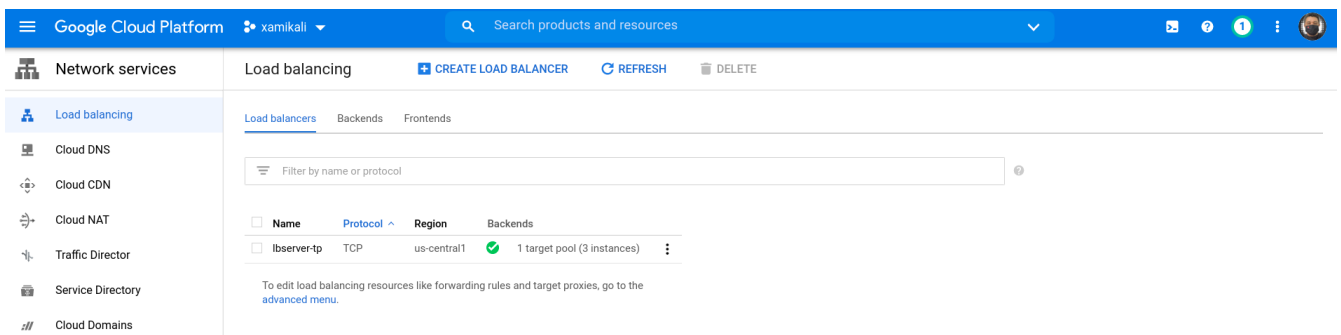 Google Cloud Platform xamikali Search products and resources 1
Network services Load balancing CREATE LOAD BALANCER REFRESH DELETE
Load balancing
Cloud DNS
Cloud CDN
Cloud NAT
Traffic Director
Service Directory
Cloud Domains
Load balancers Backends Frontends
Filter by name or protocol
Name Protocol Region Backends
lbserver-tp TCP us-central1 1 target pool (3 instances)
To edit load balancing resources like forwarding rules and target proxies, go to the
advanced menu.